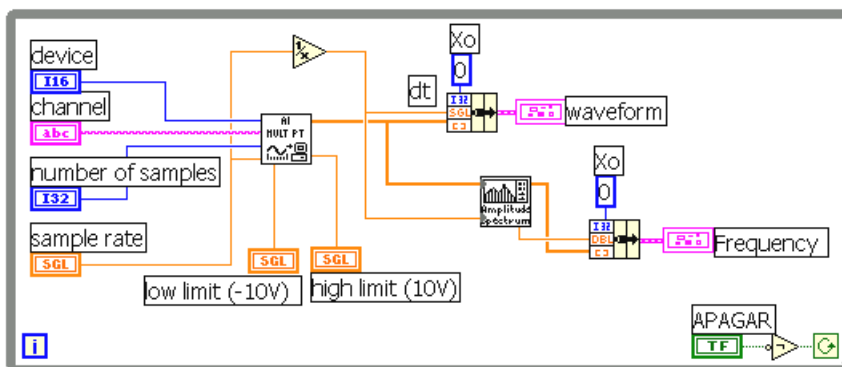 device
I16
channel
abc
number of samples
I32
sample rate
SGL
1/x
AI
MULT PT
SGL
low limit (-10V)
SGL
high limit (10V)
Xo
0
dt
I32
SGL
[ ]
waveform
Amplitude
Spectrum
Xo
0
I32
DBL
[ ]
Frequency
APAGAR
TF
i